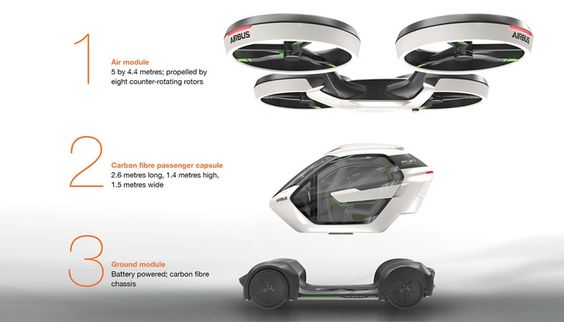 1
Air module
5 by 4.4 metres; propelled by
eight counter-rotating rotors
AIRBUS
AIRBUS
2
Carbon fibre passenger capsule
2.6 metres long, 1.4 metres high,
1.5 metres wide
AIRBUS
3
Ground module
Battery powered; carbon fibre
chassis